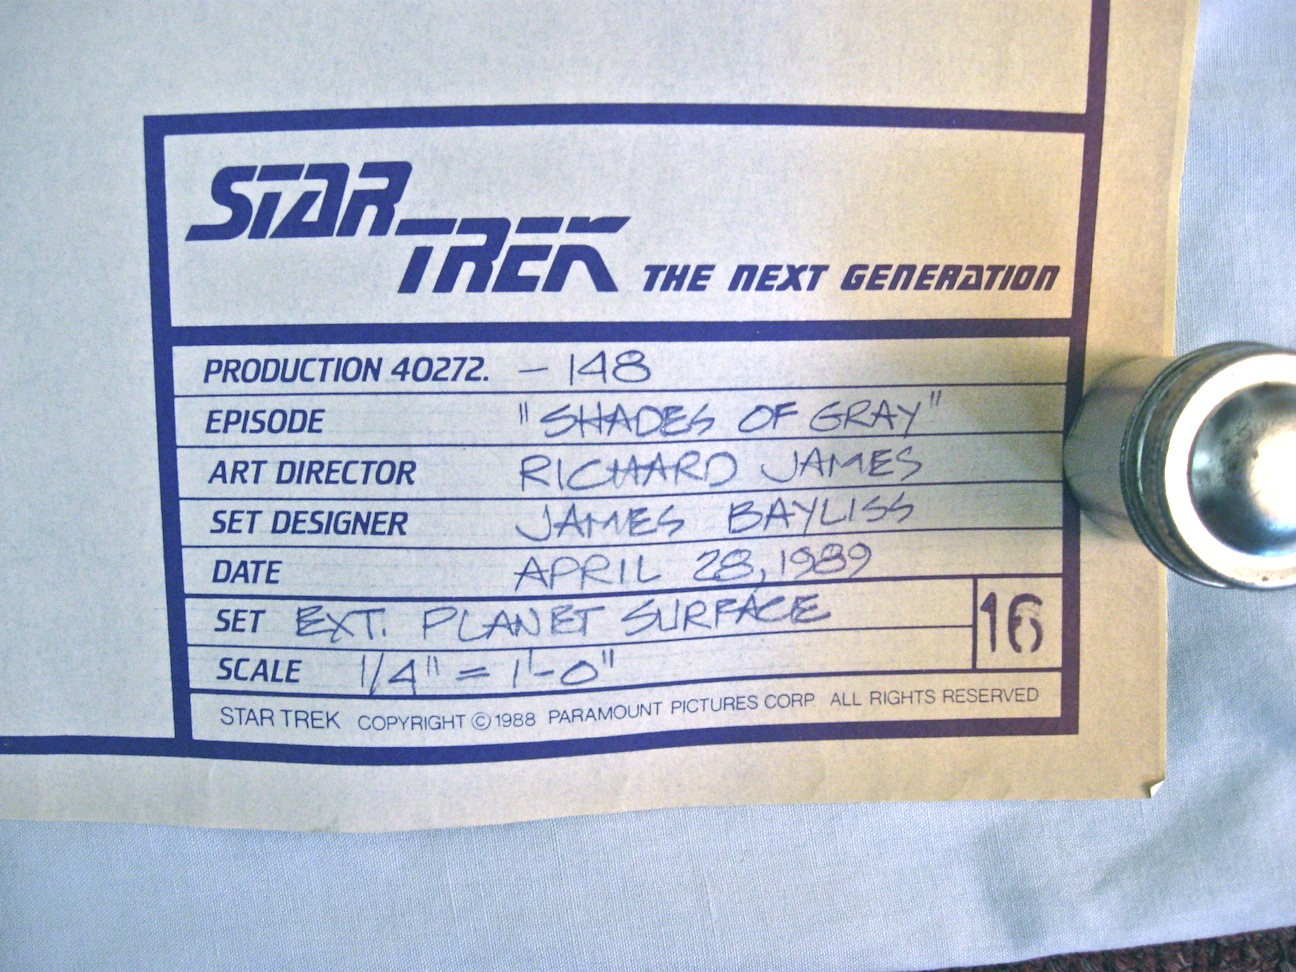 STAR TREK THE NEXT GENERATION
PRODUCTION 40272. - 148
EPISODE "SHADES OF GRAY"
ART DIRECTOR RICHARD JAMES
SET DESIGNER JAMES BAYLISS
DATE APRIL 28, 1989
SET EXT. PLANET SURFACE
16
SCALE 1/4" = 1'-0"
STAR TREK COPYRIGHT ©1988 PARAMOUNT PICTURES CORP ALL RIGHTS RESERVED